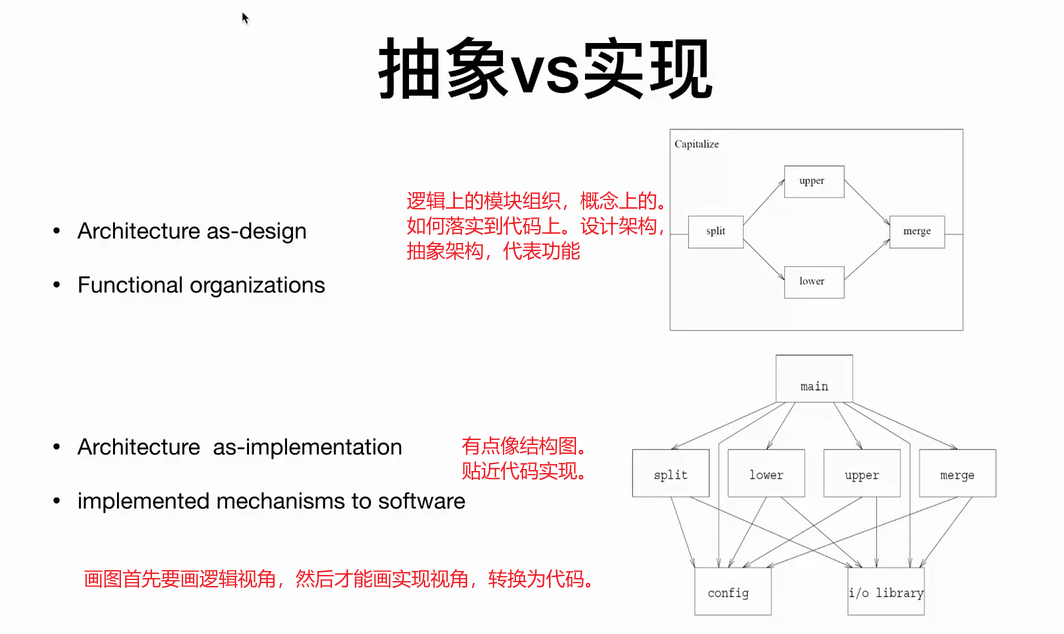 抽象vs实现
• Architecture as-design
• Functional organizations
逻辑上的模块组织，概念上的。
如何落实到代码上。设计架构，
抽象架构，代表功能
Capitalize
upper
split
merge
lower
• Architecture as-implementation
• implemented mechanisms to software
有点像结构图。
贴近代码实现。
画图首先要画逻辑视角，然后才能画实现视角，转换为代码。
main
split
lower
upper
merge
config
i/o library